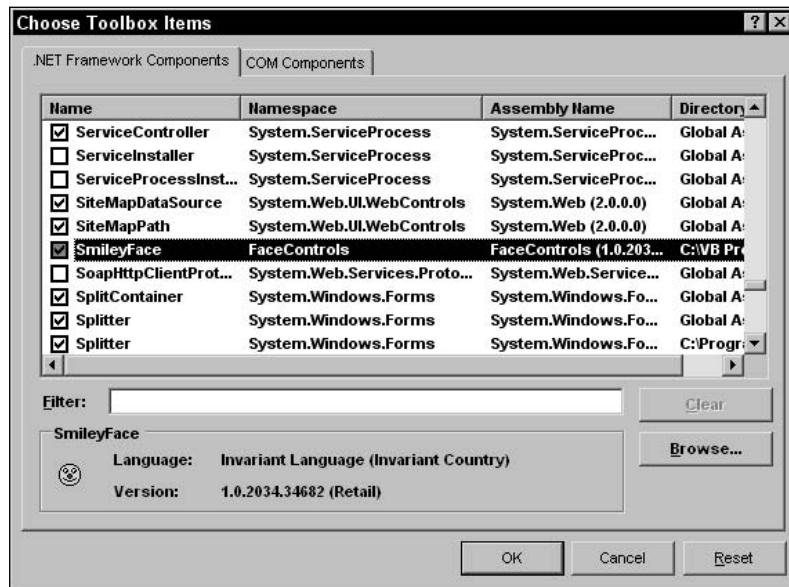 Choose Toolbox Items
.NET Framework Components COM Components
Name Namespace Assembly Name Directory
ServiceController System.ServiceProcess System.ServiceProc... Global A
ServiceInstaller System.ServiceProcess System.ServiceProc... Global A
ServiceProcessInst... System.ServiceProcess System.ServiceProc... Global A
SiteMapDataSource System.Web.UI.WebControls System.Web (2.0.0.0) Global A
SiteMapPath System.Web.UI.WebControls System.Web (2.0.0.0) Global A
SmileyFace FaceControls FaceControls (1.0.203... C:\VB Pr
SoapHttpClientProt... System.Web.Services.Proto... System.Web.Service... Global A
SplitContainer System.Windows.Forms System.Windows.Fo... Global A
Splitter System.Windows.Forms System.Windows.Fo... Global A
Splitter System.Windows.Forms System.Windows.Fo... C:\Progr
Filter: Clear
SmileyFace
Browse...
Language: Invariant Language (Invariant Country)
Version: 1.0.2034.34682 (Retail)
OK Cancel Reset